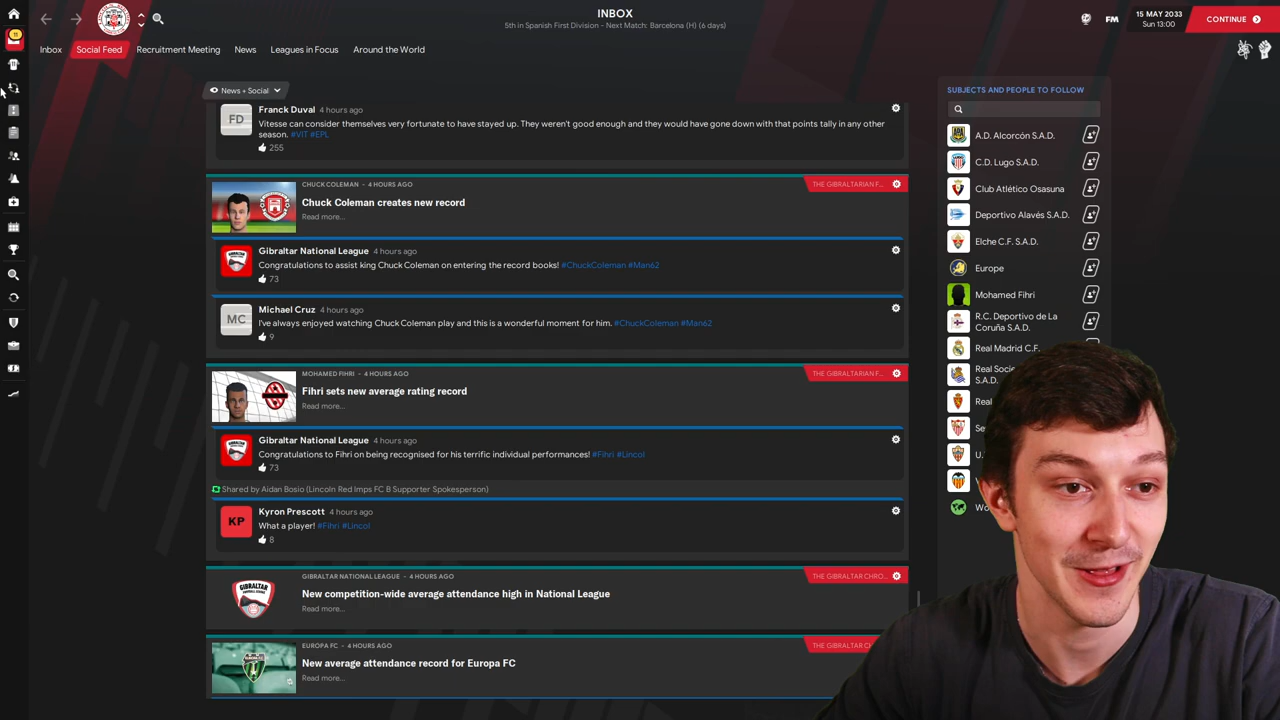 INBOX
5th in Spanish First Division - Next Match: Barcelona (H) (6 days)
FM
15 MAY 2033
Sun 13:00
CONTINUE
Inbox
Social Feed
Recruitment Meeting
News
Leagues in Focus
Around the World
News + Social
FD
Franck Duval 4 hours ago
Vitesse can consider themselves very fortunate to have stayed up. They weren't good enough and they would have gone down with that points tally in any other
season. #VIT #EPL
255
CHUCK COLEMAN - 4 HOURS AGO
THE GIBRALTARIAN F...
Chuck Coleman creates new record
Read more...
Gibraltar National League 4 hours ago
Congratulations to assist king Chuck Coleman on entering the record books! #ChuckColeman #Man62
73
MC
Michael Cruz 4 hours ago
I've always enjoyed watching Chuck Coleman play and this is a wonderful moment for him. #ChuckColeman #Man62
9
MOHAMED FIHRI - 4 HOURS AGO
THE GIBRALTARIAN F...
Fihri sets new average rating record
Read more...
Gibraltar National League 4 hours ago
Congratulations to Fihri on being recognised for his terrific individual performances! #Fihri #Lincol
73
Shared by Aidan Bosio (Lincoln Red Imps FC B Supporter Spokesperson)
KP
Kyron Prescott 4 hours ago
What a player! #Fihri #Lincol
8
GIBRALTAR
GIBRALTAR NATIONAL LEAGUE - 4 HOURS AGO
THE GIBRALTAR CHRO...
New competition-wide average attendance high in National League
Read more...
EUROPA FC - 4 HOURS AGO
THE GIBRALTAR CH
New average attendance record for Europa FC
Read more...
SUBJECTS AND PEOPLE TO FOLLOW
A.D. Alcorcón S.A.D.
C.D. Lugo S.A.D.
Club Atlético Osasuna
Deportivo Alavés S.A.D.
Elche C.F. S.A.D.
Europe
Mohamed Fihri
R.C. Deportivo de La
Coruña S.A.D.
Real Madrid C.F.
Real Socie
S.A.D.
Real
Se
U.
Wo